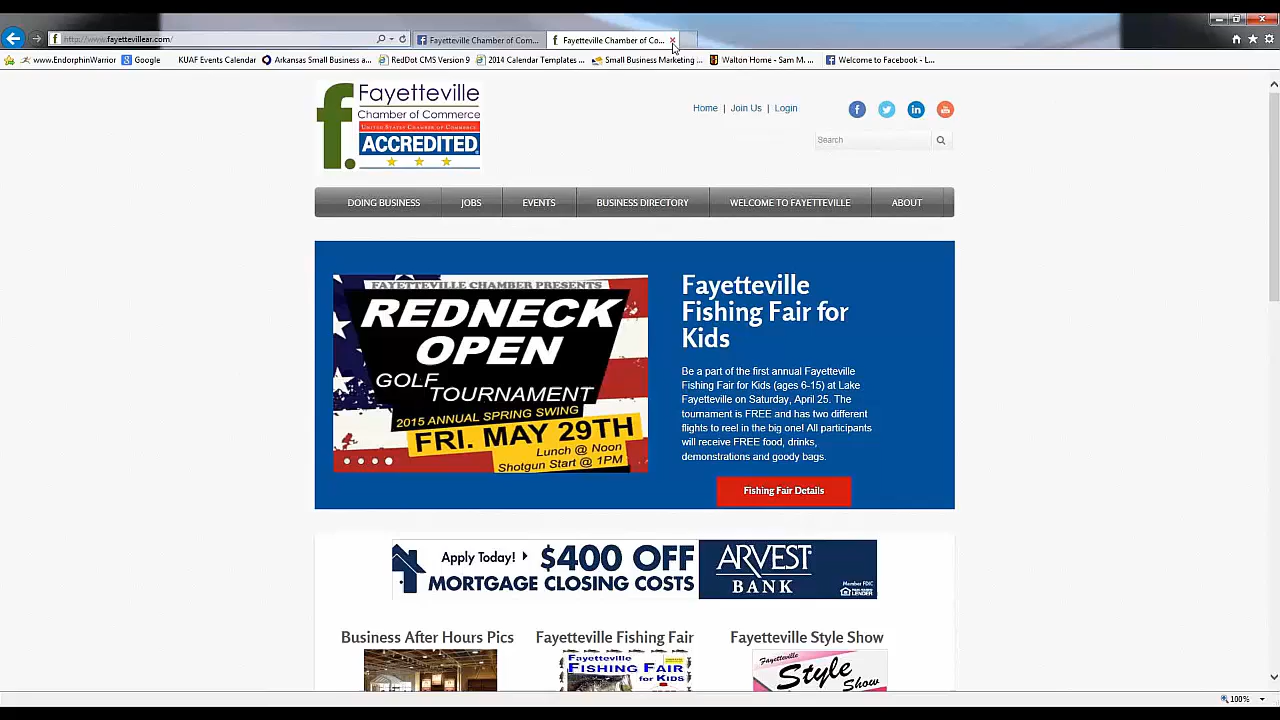 http://www.fayettevillear.com/
Fayetteville Chamber of Com...
Fayetteville Chamber of Co...
www.EndorphinWarrior
Google
KUAF Events Calendar
Arkansas Small Business a...
RedDot CMS Version 9
2014 Calendar Templates ...
Small Business Marketing ...
Walton Home - Sam M. ...
Welcome to Facebook - L...
f. Fayetteville
Chamber of Commerce
UNITED STATES CHAMBER OF COMMERCE
ACCREDITED
Home | Join Us | Login
Search
DOING BUSINESS
JOBS
EVENTS
BUSINESS DIRECTORY
WELCOME TO FAYETTEVILLE
ABOUT
FAYETTEVILLE CHAMBER PRESENTS
REDNECK
OPEN
GOLF
TOURNAMENT
2015 ANNUAL SPRING SWING
FRI. MAY 29TH
Lunch @ Noon
Shotgun Start @ 1PM
Fayetteville
Fishing Fair for
Kids
Be a part of the first annual Fayetteville
Fishing Fair for Kids (ages 6-15) at Lake
Fayetteville on Saturday, April 25. The
tournament is FREE and has two different
flights to reel in the big one! All participants
will receive FREE food, drinks,
demonstrations and goody bags.
Fishing Fair Details
Apply Today! $400 OFF
MORTGAGE CLOSING COSTS
ARVEST
BANK
Member FDIC
Business After Hours Pics
Fayetteville Fishing Fair
Fayetteville Style Show
Fayetteville
FISHING FAIR
for KIDS
Fayetteville
Style
Show
100%